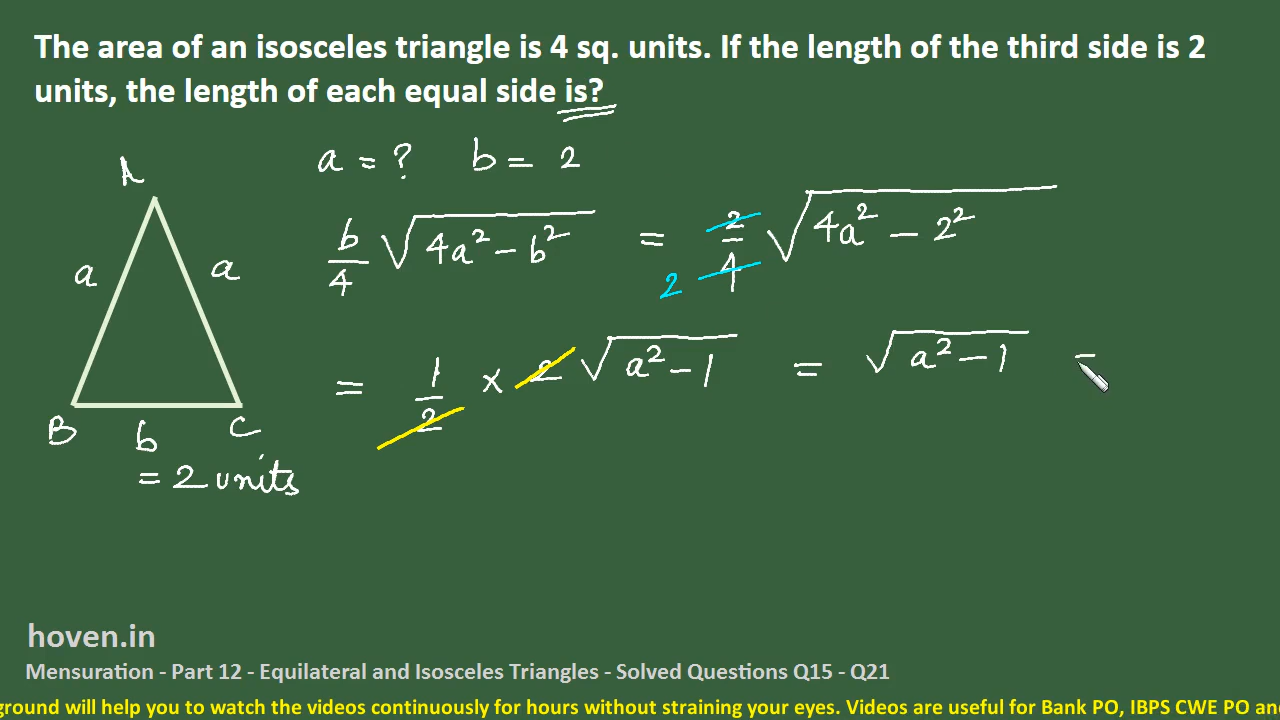 The area of an isosceles triangle is 4 sq. units. If the length of the third side is 2
units, the length of each equal side is?
a = ? b = 2
A
b/4 √(4a² - b²) = 2/4 √(4a² - 2²)
2
a a
= 1/2 × 2 √(a² - 1) = √(a² - 1) =
B b C
= 2 units
hoven.in
Mensuration - Part 12 - Equilateral and Isosceles Triangles - Solved Questions Q15 - Q21
ground will help you to watch the videos continuously for hours without straining your eyes. Videos are useful for Bank PO, IBPS CWE PO and